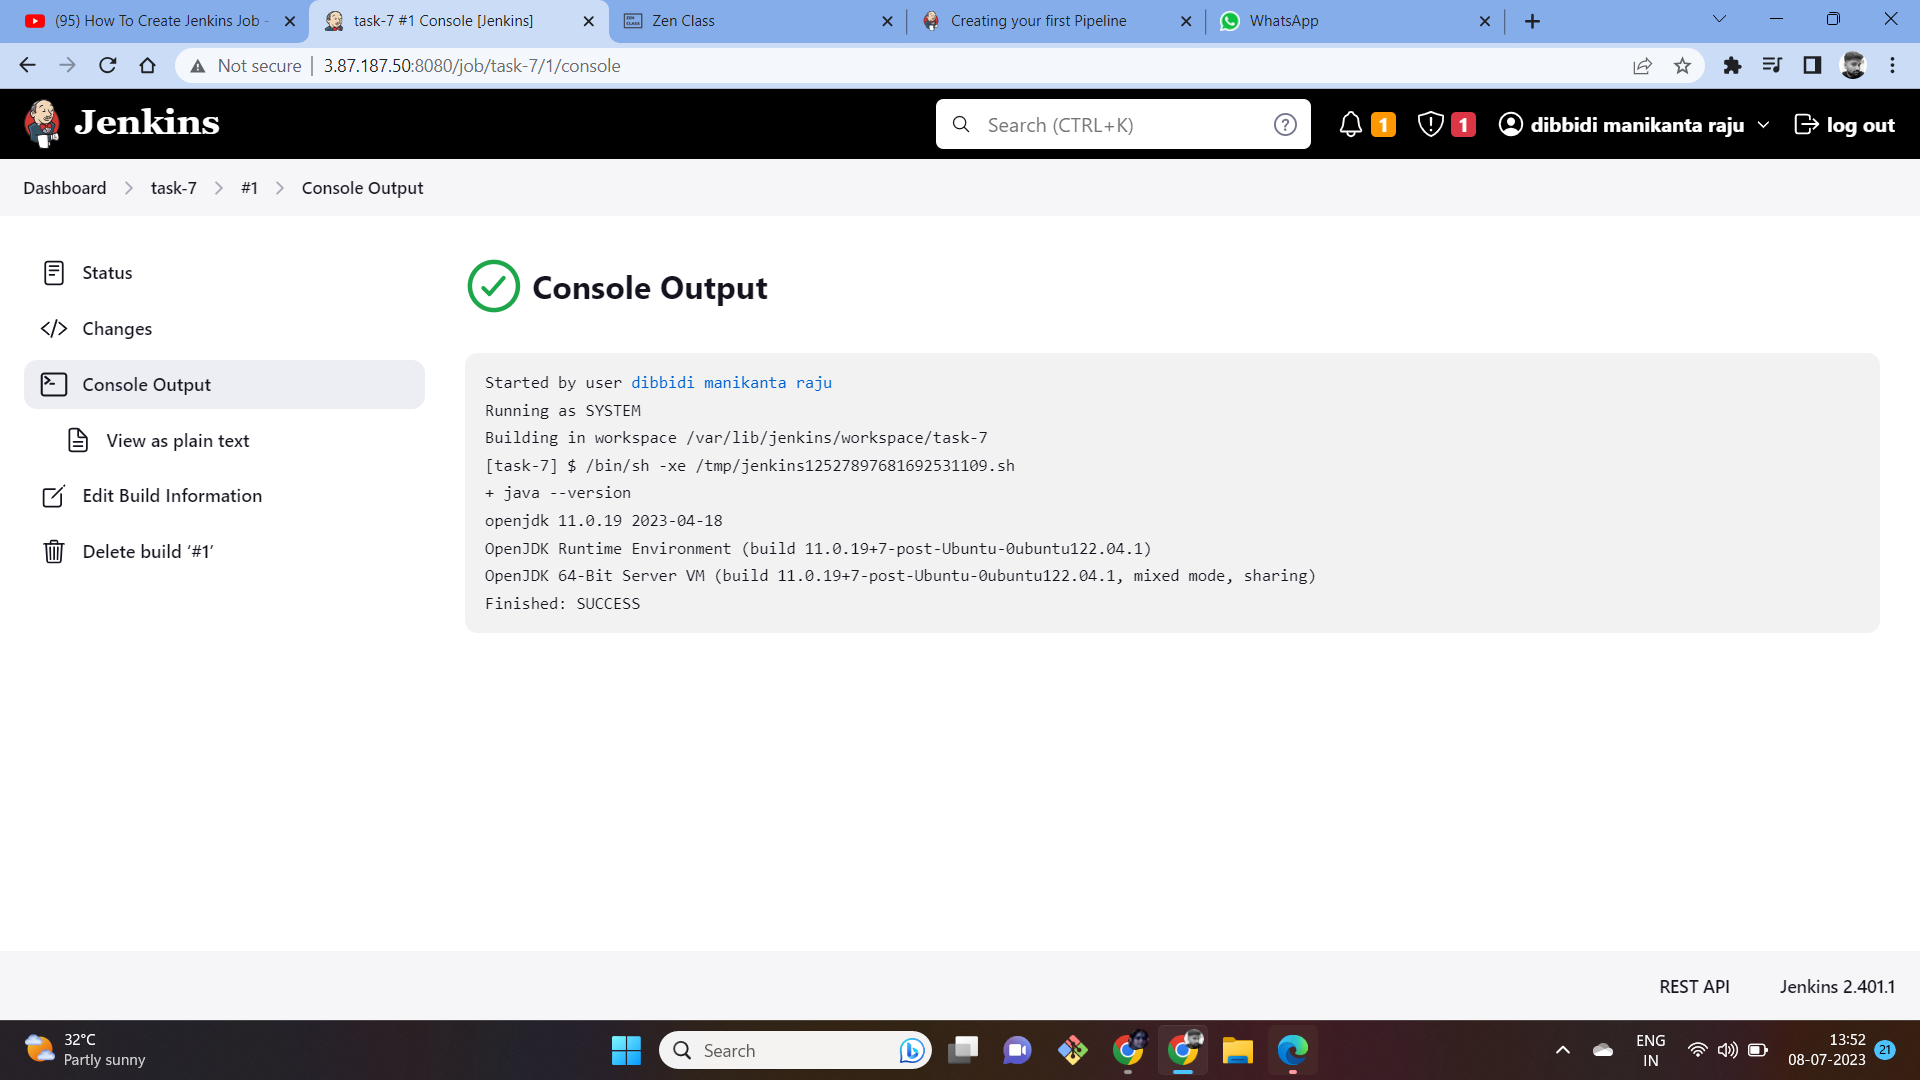 (95) How To Create Jenkins Job -
task-7 #1 Console [Jenkins]
Zen Class
Creating your first Pipeline
WhatsApp
Not secure
3.87.187.50:8080/job/task-7/1/console
Jenkins
Search (CTRL+K)
1
1
dibbidi manikanta raju
log out
Dashboard
task-7
#1
Console Output
Status
Changes
Console Output
View as plain text
Edit Build Information
Delete build ‘#1’
Console Output
Started by user dibbidi manikanta raju
Running as SYSTEM
Building in workspace /var/lib/jenkins/workspace/task-7
[task-7] $ /bin/sh -xe /tmp/jenkins12527897681692531109.sh
+ java --version
openjdk 11.0.19 2023-04-18
OpenJDK Runtime Environment (build 11.0.19+7-post-Ubuntu-0ubuntu122.04.1)
OpenJDK 64-Bit Server VM (build 11.0.19+7-post-Ubuntu-0ubuntu122.04.1, mixed mode, sharing)
Finished: SUCCESS
REST API
Jenkins 2.401.1
32°C
Partly sunny
Search
ENG
IN
13:52
08-07-2023
21